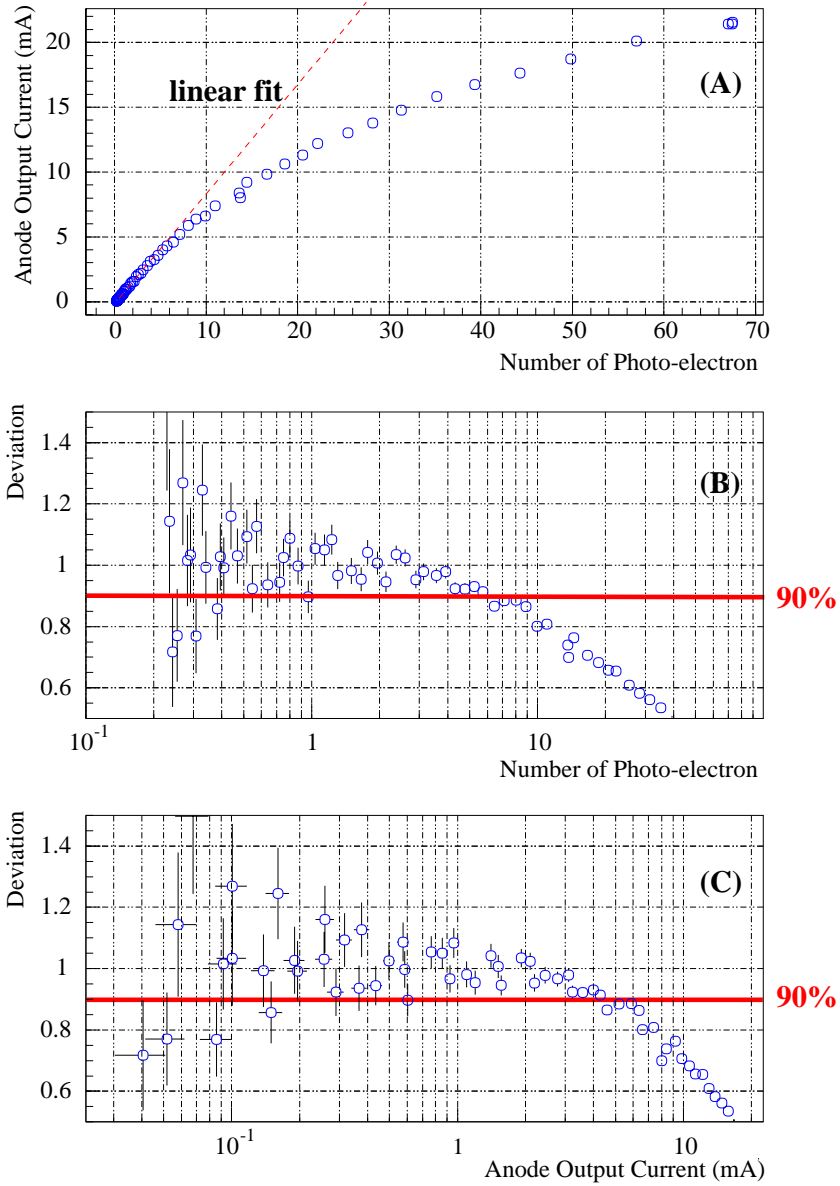 Anode Output Current (mA)
20
15
10
5
0
linear fit
(A)
0 10 20 30 40 50 60 70
Number of Photo-electron
Deviation
1.4
1.2
1
0.8
0.6
(B)
90%
10-1 1 10
Number of Photo-electron
Deviation
1.4
1.2
1
0.8
0.6
(C)
90%
10-1 1 10
Anode Output Current (mA)